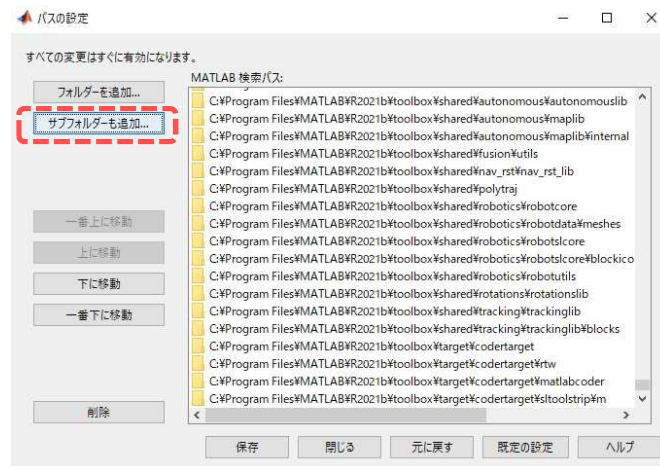 パスの設定
すべての変更はすぐに有効になります。
フォルダーを追加...
サブフォルダーも追加...
一番上に移動
上に移動
下に移動
一番下に移動
削除
MATLAB 検索パス:
C:¥Program Files¥MATLAB¥R2021b¥toolbox¥shared¥autonomous¥autonomouslib
C:¥Program Files¥MATLAB¥R2021b¥toolbox¥shared¥autonomous¥maplib
C:¥Program Files¥MATLAB¥R2021b¥toolbox¥shared¥autonomous¥maplib¥internal
C:¥Program Files¥MATLAB¥R2021b¥toolbox¥shared¥fusion¥utils
C:¥Program Files¥MATLAB¥R2021b¥toolbox¥shared¥nav_rst¥nav_rst_lib
C:¥Program Files¥MATLAB¥R2021b¥toolbox¥shared¥polytraj
C:¥Program Files¥MATLAB¥R2021b¥toolbox¥shared¥robotics¥robotcore
C:¥Program Files¥MATLAB¥R2021b¥toolbox¥shared¥robotics¥robotdata¥meshes
C:¥Program Files¥MATLAB¥R2021b¥toolbox¥shared¥robotics¥robotslcore
C:¥Program Files¥MATLAB¥R2021b¥toolbox¥shared¥robotics¥robotslcore¥blockico
C:¥Program Files¥MATLAB¥R2021b¥toolbox¥shared¥robotics¥robotutils
C:¥Program Files¥MATLAB¥R2021b¥toolbox¥shared¥rotations¥rotationslib
C:¥Program Files¥MATLAB¥R2021b¥toolbox¥shared¥tracking¥trackinglib
C:¥Program Files¥MATLAB¥R2021b¥toolbox¥shared¥tracking¥trackinglib¥blocks
C:¥Program Files¥MATLAB¥R2021b¥toolbox¥target¥codertarget
C:¥Program Files¥MATLAB¥R2021b¥toolbox¥target¥codertarget¥rtw
C:¥Program Files¥MATLAB¥R2021b¥toolbox¥target¥codertarget¥matlabcoder
C:¥Program Files¥MATLAB¥R2021b¥toolbox¥target¥codertarget¥sltoolstrip¥m
保存 閉じる 元に戻す 既定の設定 ヘルプ